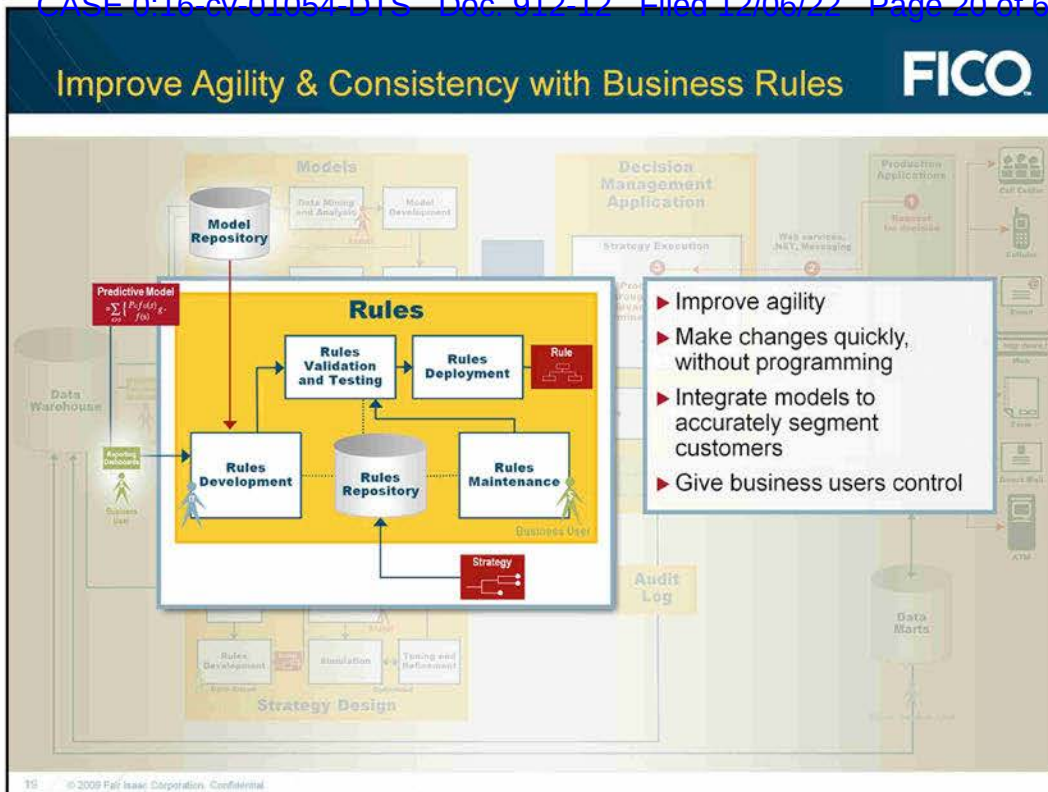 CASE 0:16-cv-01054-DTS Doc. 912-12 Filed 12/06/22 Page 20 of 6
Improve Agility & Consistency with Business Rules
FICO
Models
Data Mining
and Analysis
Model
Development
Model
Repository
Decision
Management
Application
Production
Applications
Call Center
Request
for decision
Web services,
.NET, Messaging
Strategy Execution
Cellular
Predictive Model
Rules
Rules
Validation
and Testing
Rules
Deployment
Rule
Data
Warehouse
Reporting
Dashboards
Business
User
Rules
Development
Rules
Repository
Rules
Maintenance
Business User
Strategy
▶ Improve agility
▶ Make changes quickly,
without programming
▶ Integrate models to
accurately segment
customers
▶ Give business users control
Direct Mail
ATM
Audit
Log
Data
Marts
Rules
Development
Simulation
Tuning and
Refinement
Strategy Design
19 © 2009 Fair Isaac Corporation. Confidential.